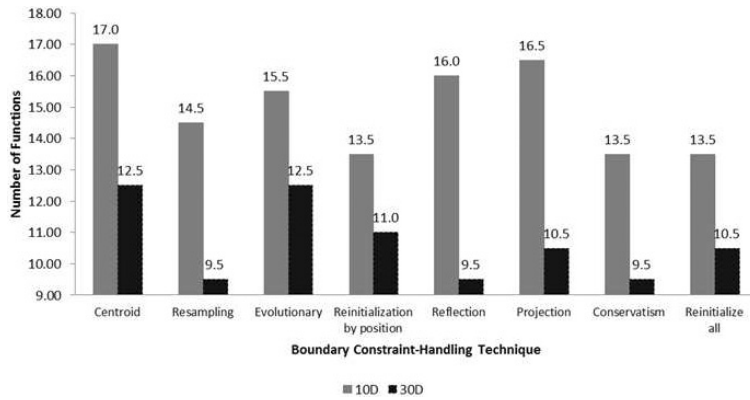 Number of Functions
18.00
17.00
16.00
15.00
14.00
13.00
12.00
11.00
10.00
9.00
17.0
12.5
14.5
9.5
15.5
12.5
13.5
11.0
16.0
9.5
16.5
10.5
13.5
9.5
13.5
10.5
Centroid
Resampling
Evolutionary
Reinitialization
by position
Reflection
Projection
Conservatism
Reinitialize
all
Boundary Constraint-Handling Technique
10D
30D